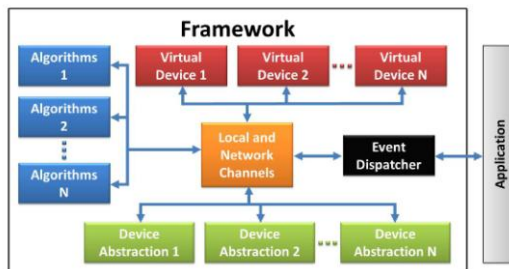 Framework
Algorithms
1
Algorithms
2
Algorithms
N
Virtual
Device 1
Virtual
Device 2
Virtual
Device N
Local and
Network
Channels
Event
Dispatcher
Application
Device
Abstraction 1
Device
Abstraction 2
Device
Abstraction N